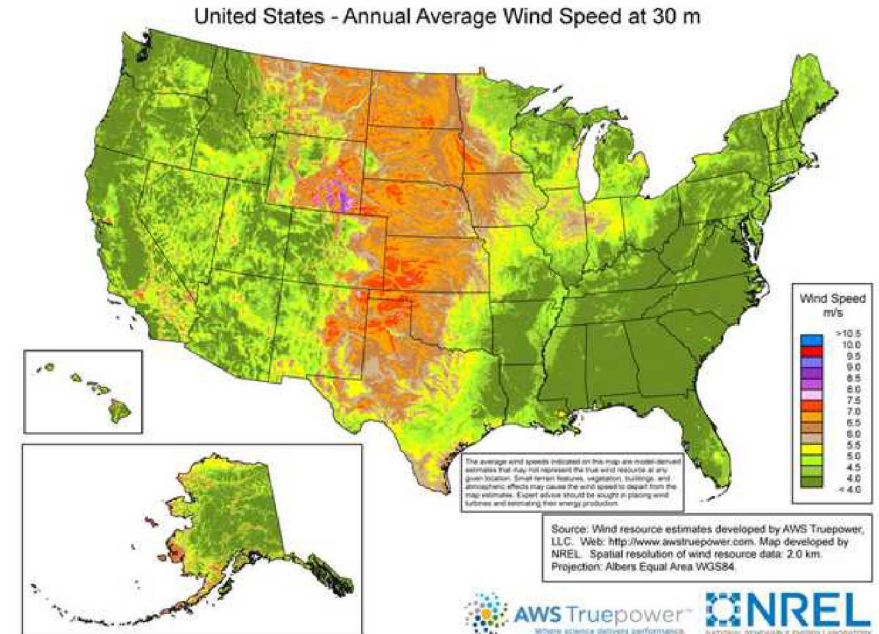 United States - Annual Average Wind Speed at 30 m
Wind Speed
m/s
>10.5
10.0
9.5
9.0
8.5
8.0
7.5
7.0
6.5
6.0
5.5
5.0
4.5
4.0
< 4.0
The average wind speeds indicated on this map are model-derived
estimates that may not represent the true wind resource at any
given location. Small terrain features, vegetation, buildings, and
atmospheric effects may cause the wind speed to depart from the
map estimates. Expert advice should be sought in placing wind
turbines and estimating their energy production.
Source: Wind resource estimates developed by AWS Truepower,
LLC. Web: http://www.awstruepower.com. Map developed by
NREL. Spatial resolution of wind resource data: 2.0 km.
Projection: Albers Equal Area WGS84.
AWS Truepower™
Where science delivers performance.
NREL